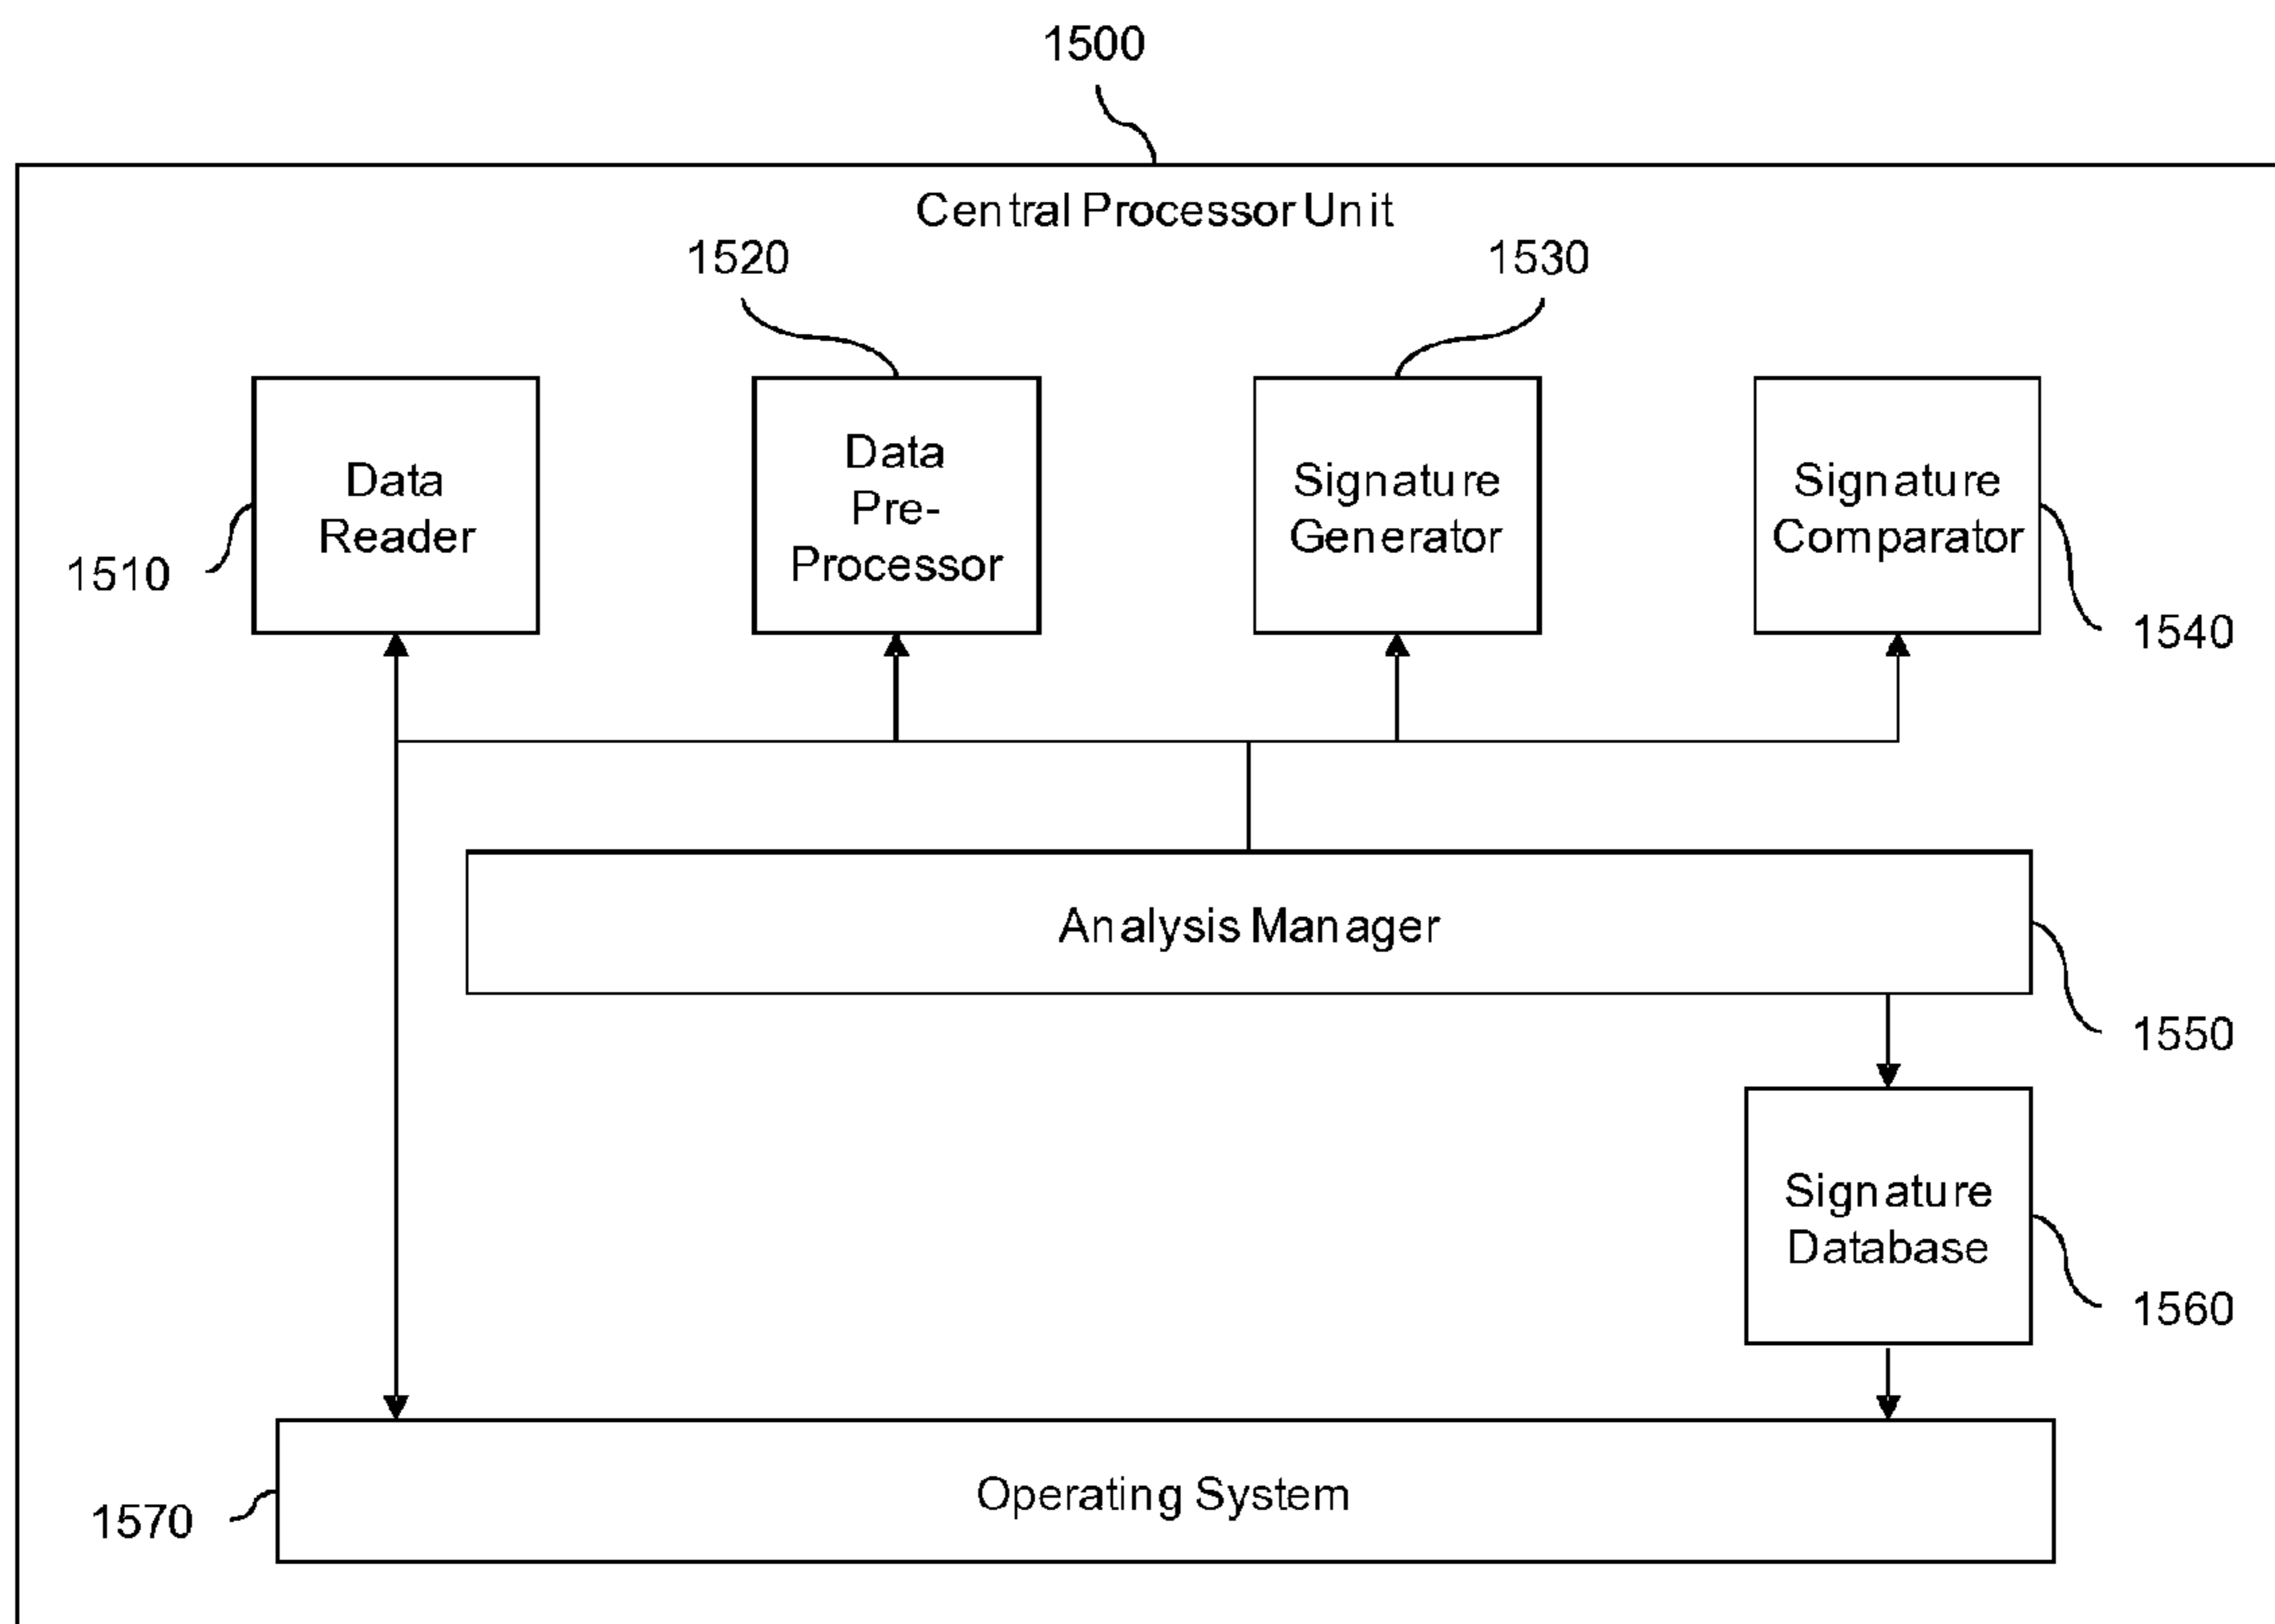 1500
Central Processor Unit
1520
1530
Data
Reader
Data
Pre-
Processor
Signature
Generator
Signature
Comparator
1510
1540
Analysis Manager
1550
Signature
Database
1560
Operating System
1570